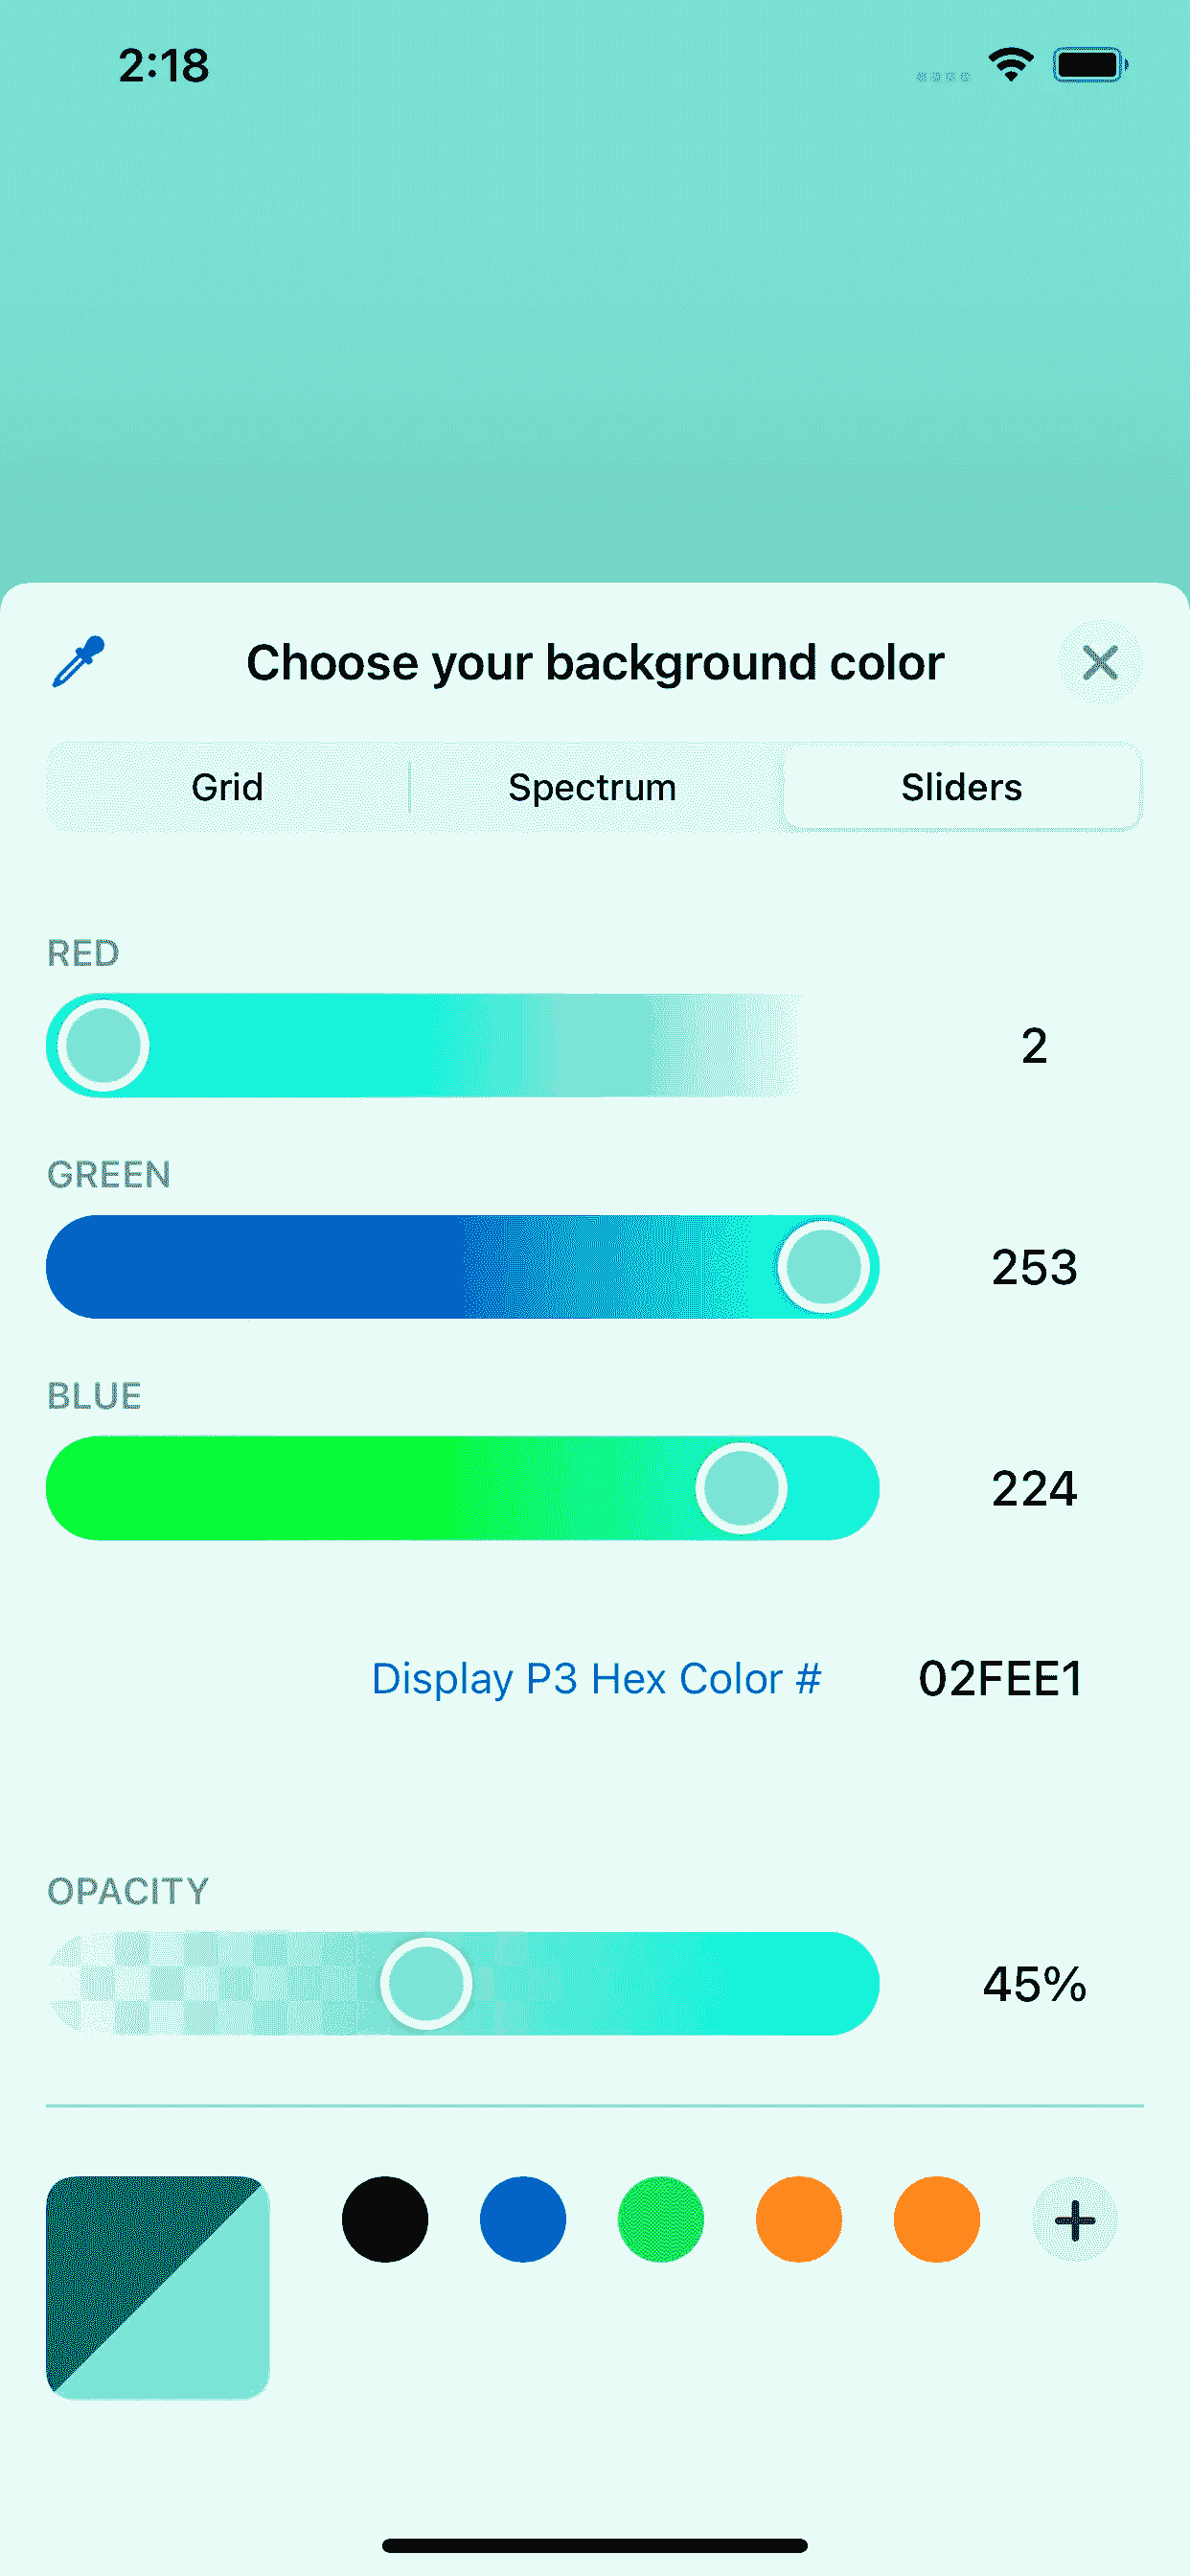 2:18
Choose your background color
Grid Spectrum Sliders
RED
2
GREEN
253
BLUE
224
Display P3 Hex Color # 02FEE1
OPACITY
45%